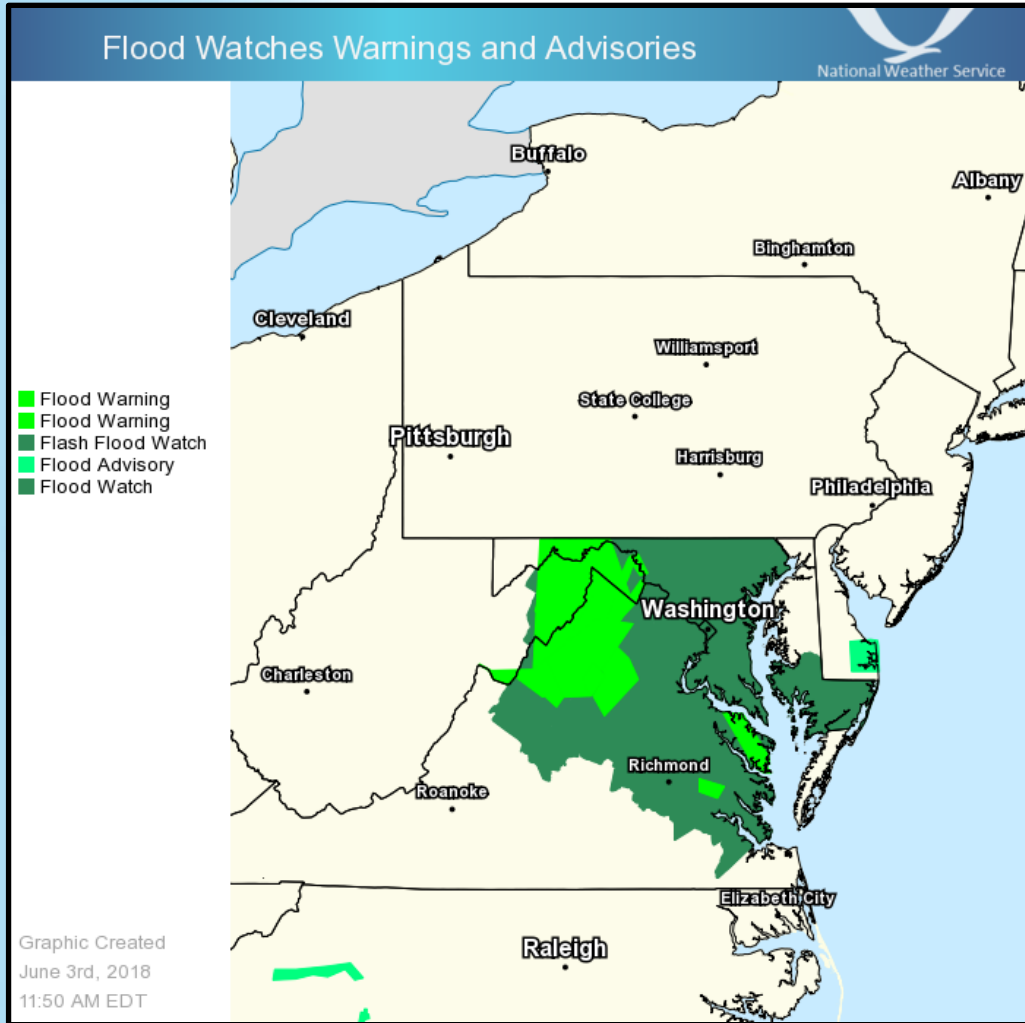 Flood Watches Warnings and Advisories
National Weather Service
Buffalo
Albany
Binghamton
Cleveland
Williamsport
State College
Pittsburgh
Harrisburg
Philadelphia
Flood Warning
Flood Warning
Flash Flood Watch
Flood Advisory
Flood Watch
Washington
Charleston
Richmond
Roanoke
Elizabeth City
Raleigh
Graphic Created
June 3rd, 2018
11:50 AM EDT